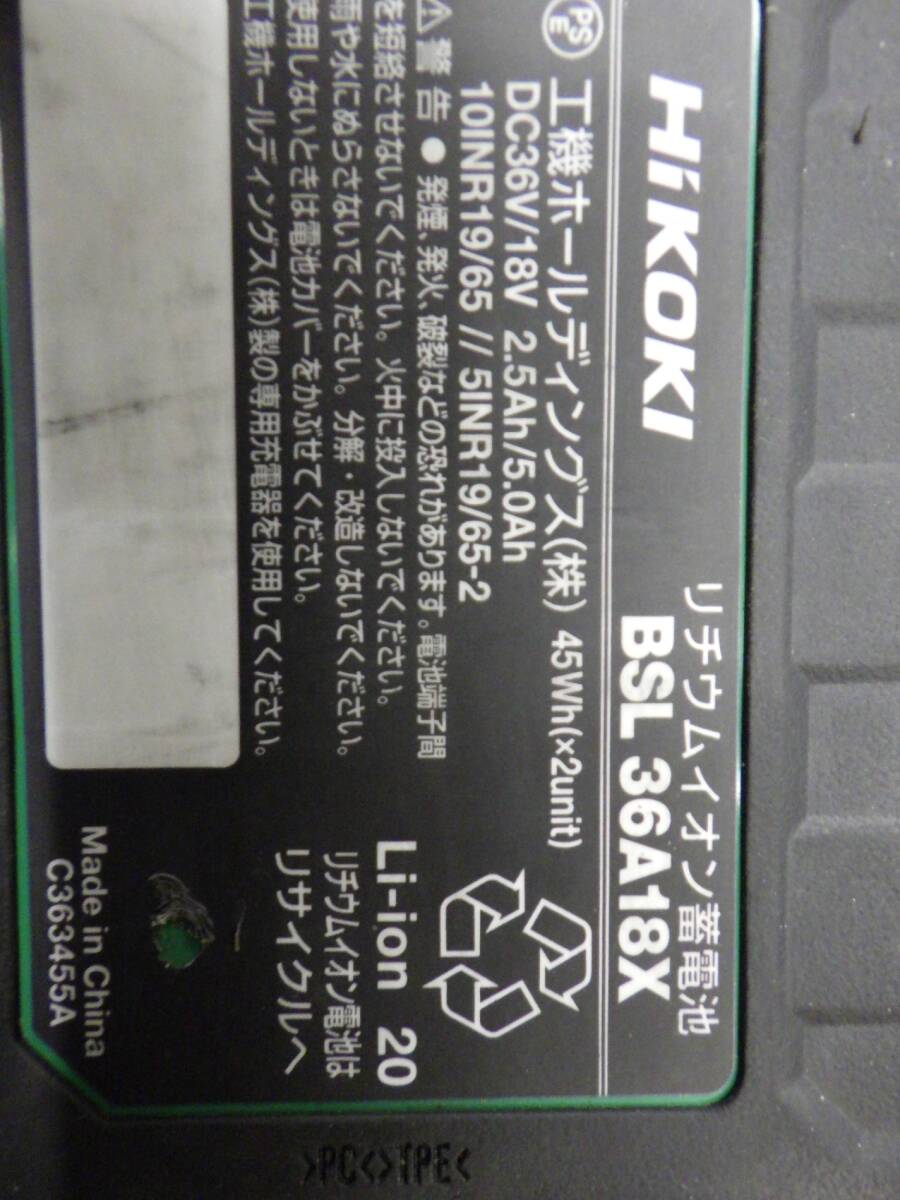 HiKOKI
リチウムイオン蓄電池
BSL 36A18X
PSE
工機ホールディングス(株) 45Wh(×2unit)
DC36V/18V 2.5Ah/5.0Ah
10INR19/65 // 5INR19/65-2
⚠警告 ● 発煙、発火、破裂などの恐れがあります。電池端子間
を短絡させないでください。火中に投入しないでください。
雨や水にぬらさないでください。分解・改造しないでください。
使用しないときは電池カバーをかぶせてください。
工機ホールディングス(株)製の専用充電器を使用してください。
Li-ion 20
リチウムイオン電池は
リサイクルへ
Made in China
C363455A
>PC<>TPE<